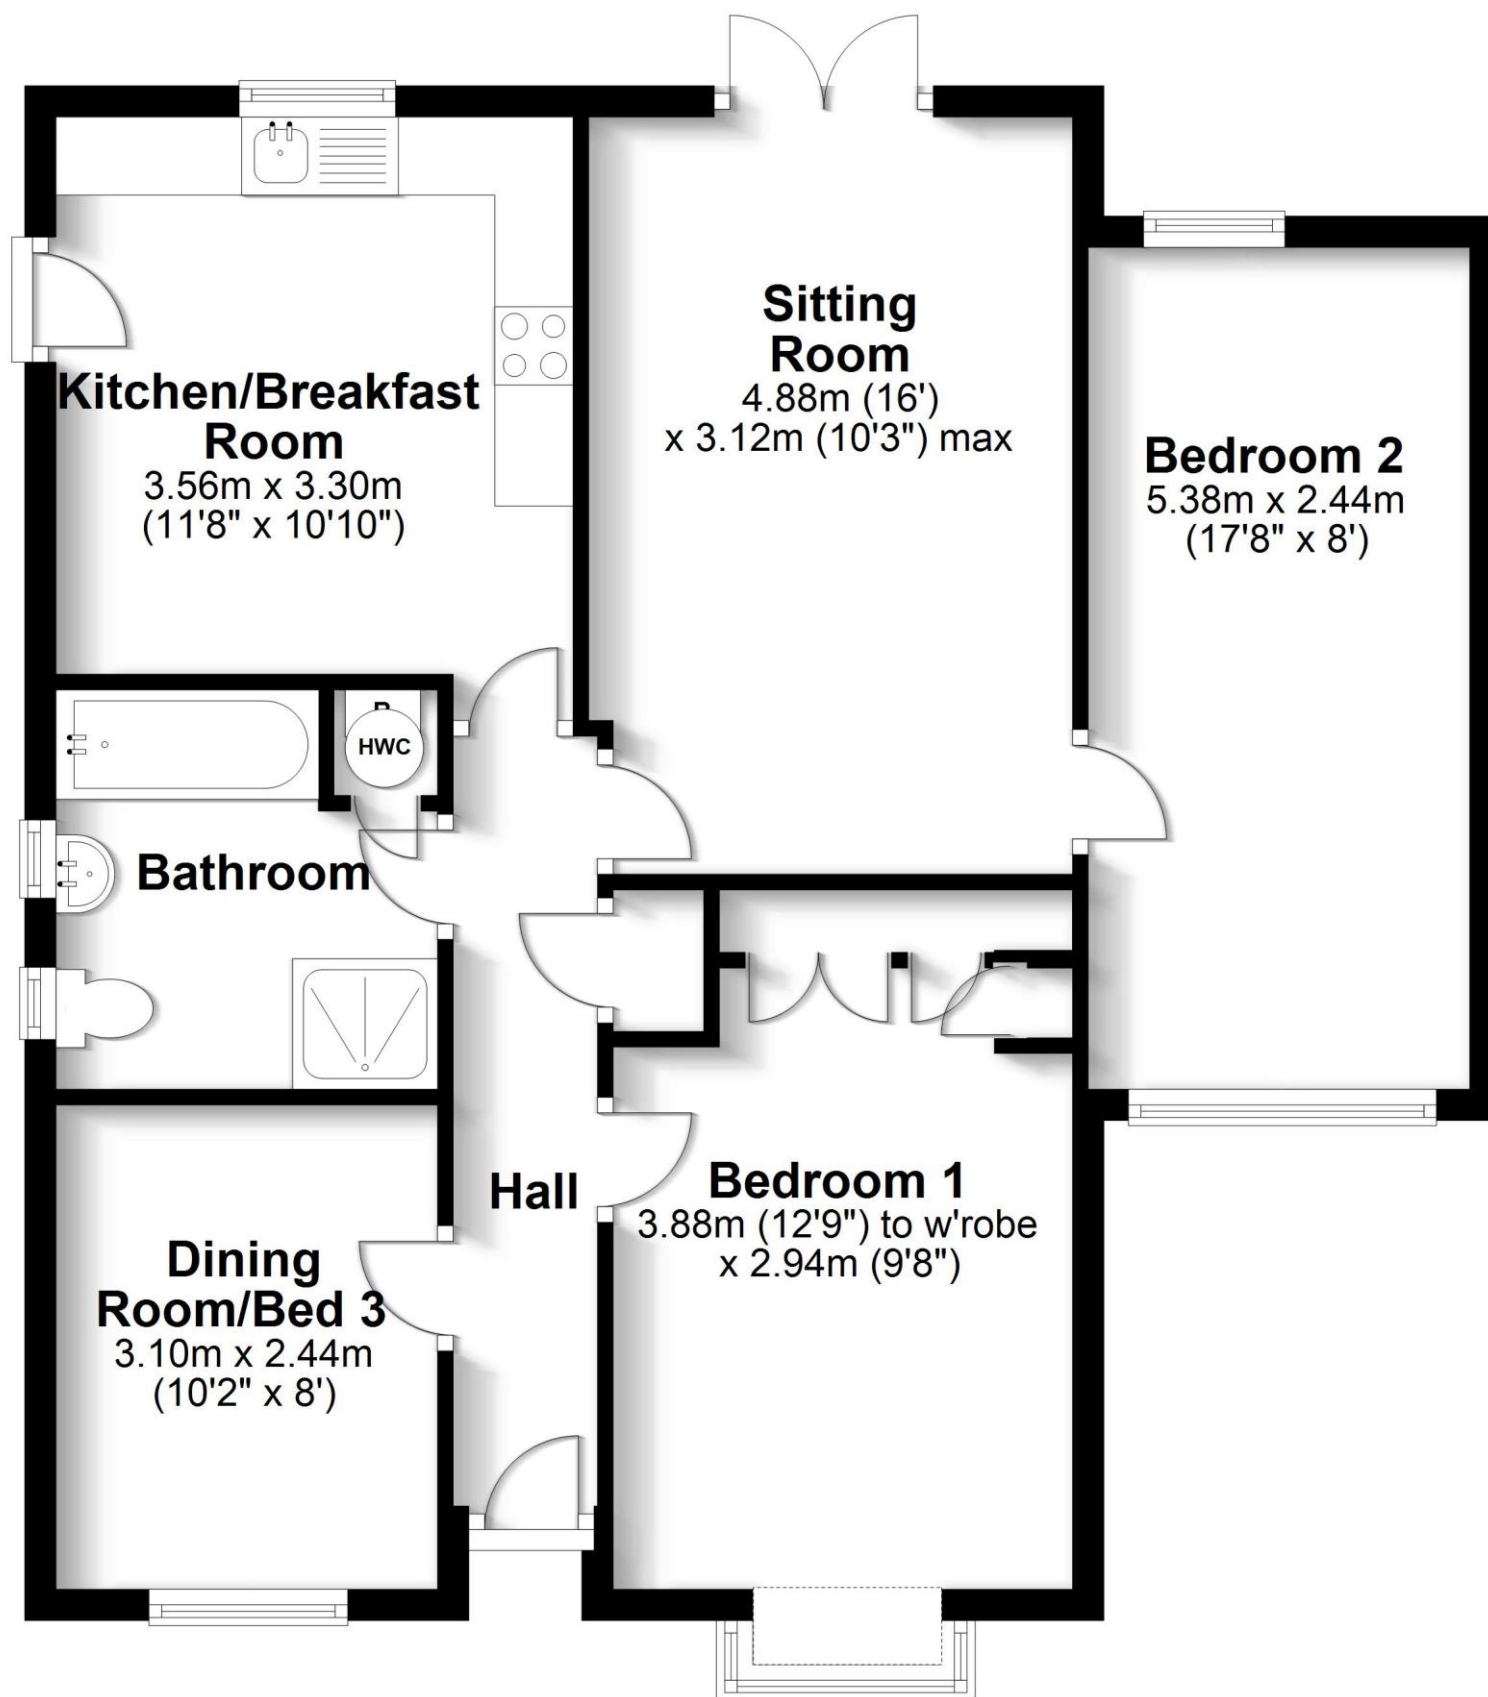 Kitchen/Breakfast
Room
3.56m x 3.30m
(11'8" x 10'10")
Sitting
Room
4.88m (16')
x 3.12m (10'3") max
Bedroom 2
5.38m x 2.44m
(17'8" x 8')
HWC
Bathroom
Hall
Bedroom 1
3.88m (12'9") to w'robe
x 2.94m (9'8")
Dining
Room/Bed 3
3.10m x 2.44m
(10'2" x 8')